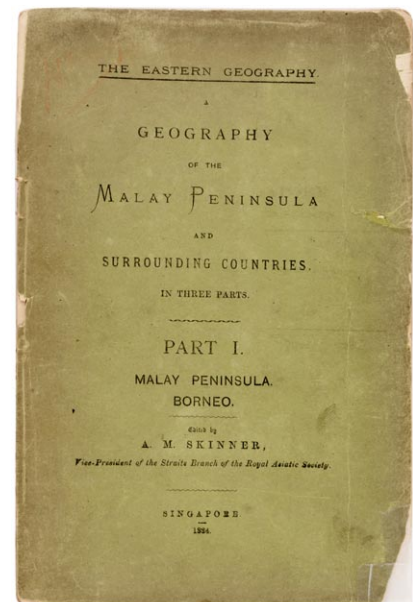 THE EASTERN GEOGRAPHY.
A
GEOGRAPHY
OF THE
MALAY PENINSULA
AND
SURROUNDING COUNTRIES.
IN THREE PARTS.
PART I.
MALAY PENINSULA.
BORNEO.
Edited by
A. M. SKINNER,
Vice-President of the Straits Branch of the Royal Asiatic Society.
SINGAPORE
1884.